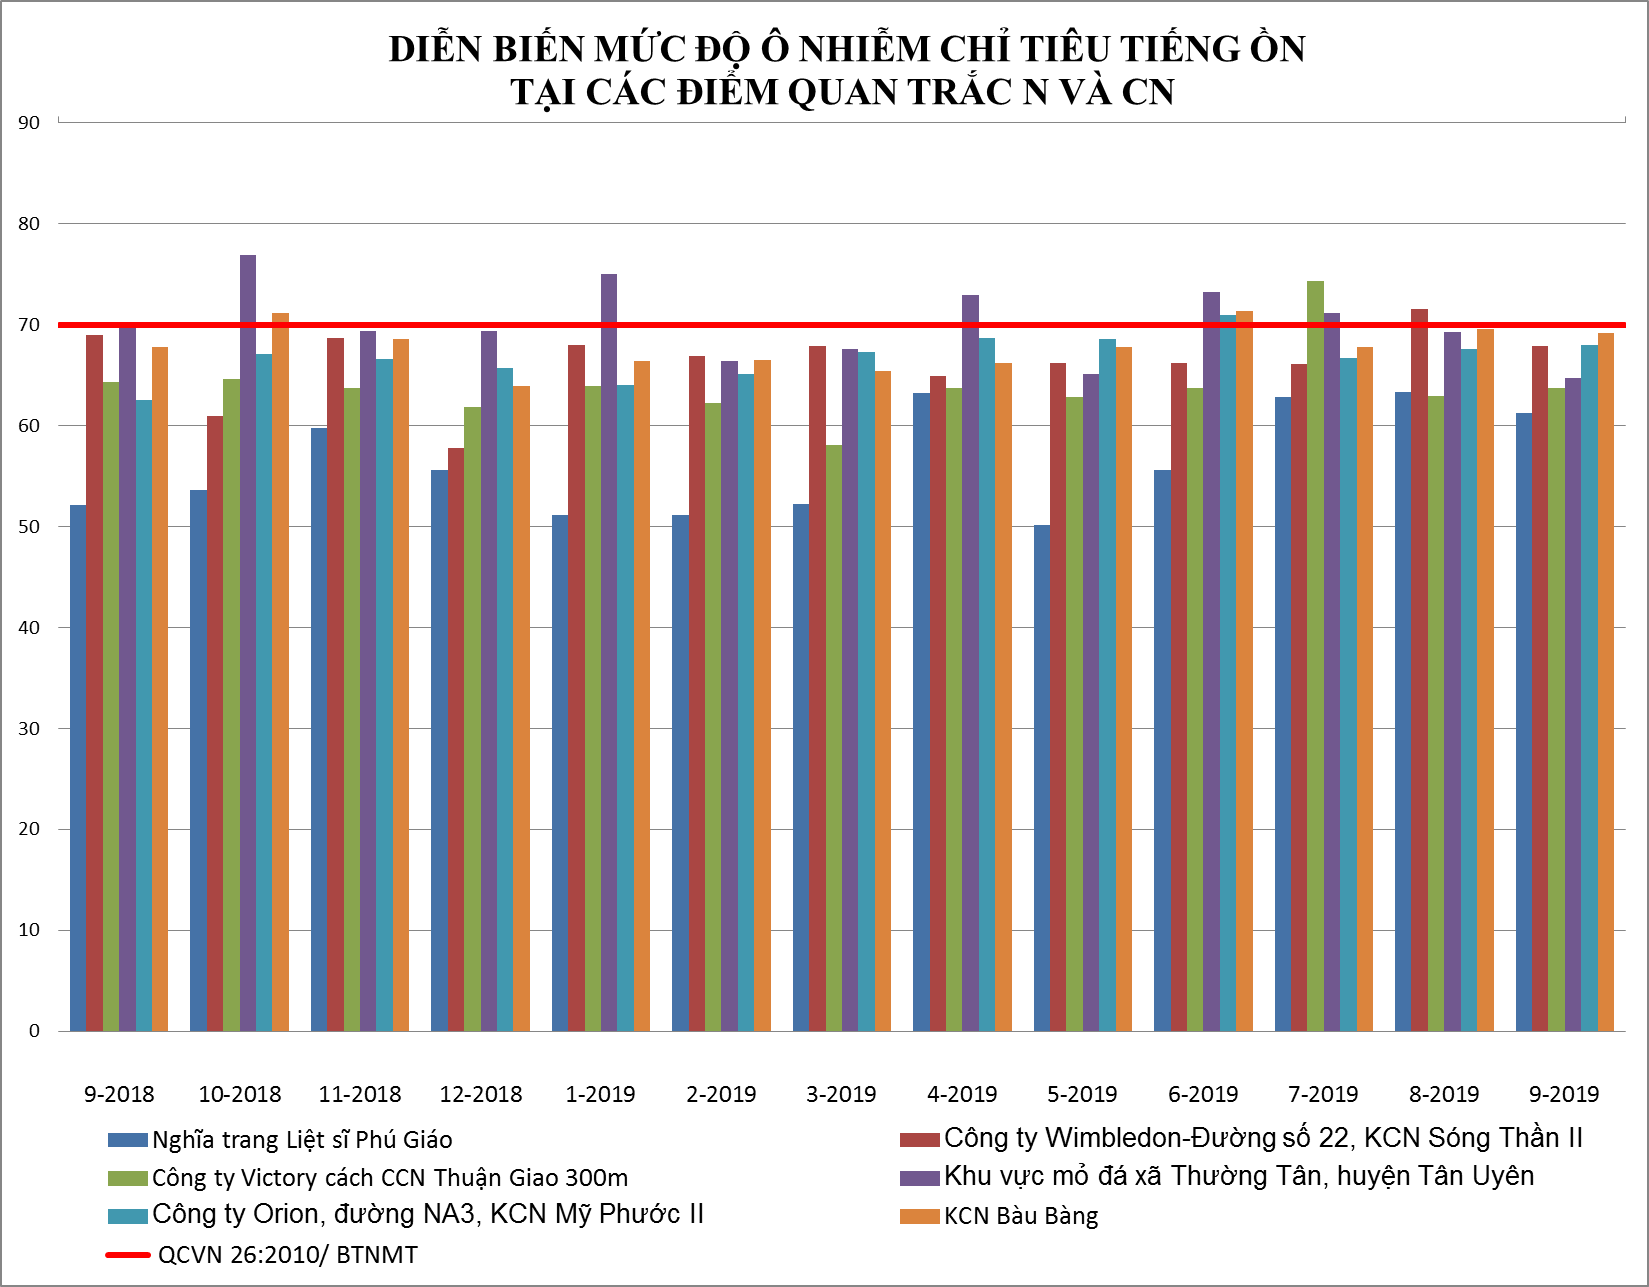 DIỄN BIẾN MỨC ĐỘ Ô NHIỄM CHỈ TIÊU TIẾNG ỒN
TẠI CÁC ĐIỂM QUAN TRẮC N VÀ CN
90
80
70
60
50
40
30
20
10
0
9-2018 10-2018 11-2018 12-2018 1-2019 2-2019 3-2019 4-2019 5-2019 6-2019 7-2019 8-2019 9-2019
Nghĩa trang Liệt sĩ Phú Giáo
Công ty Wimbledon-Đường số 22, KCN Sóng Thần II
Công ty Victory cách CCN Thuận Giao 300m
Khu vực mỏ đá xã Thường Tân, huyện Tân Uyên
Công ty Orion, đường NA3, KCN Mỹ Phước II
KCN Bàu Bàng
QCVN 26:2010/ BTNMT